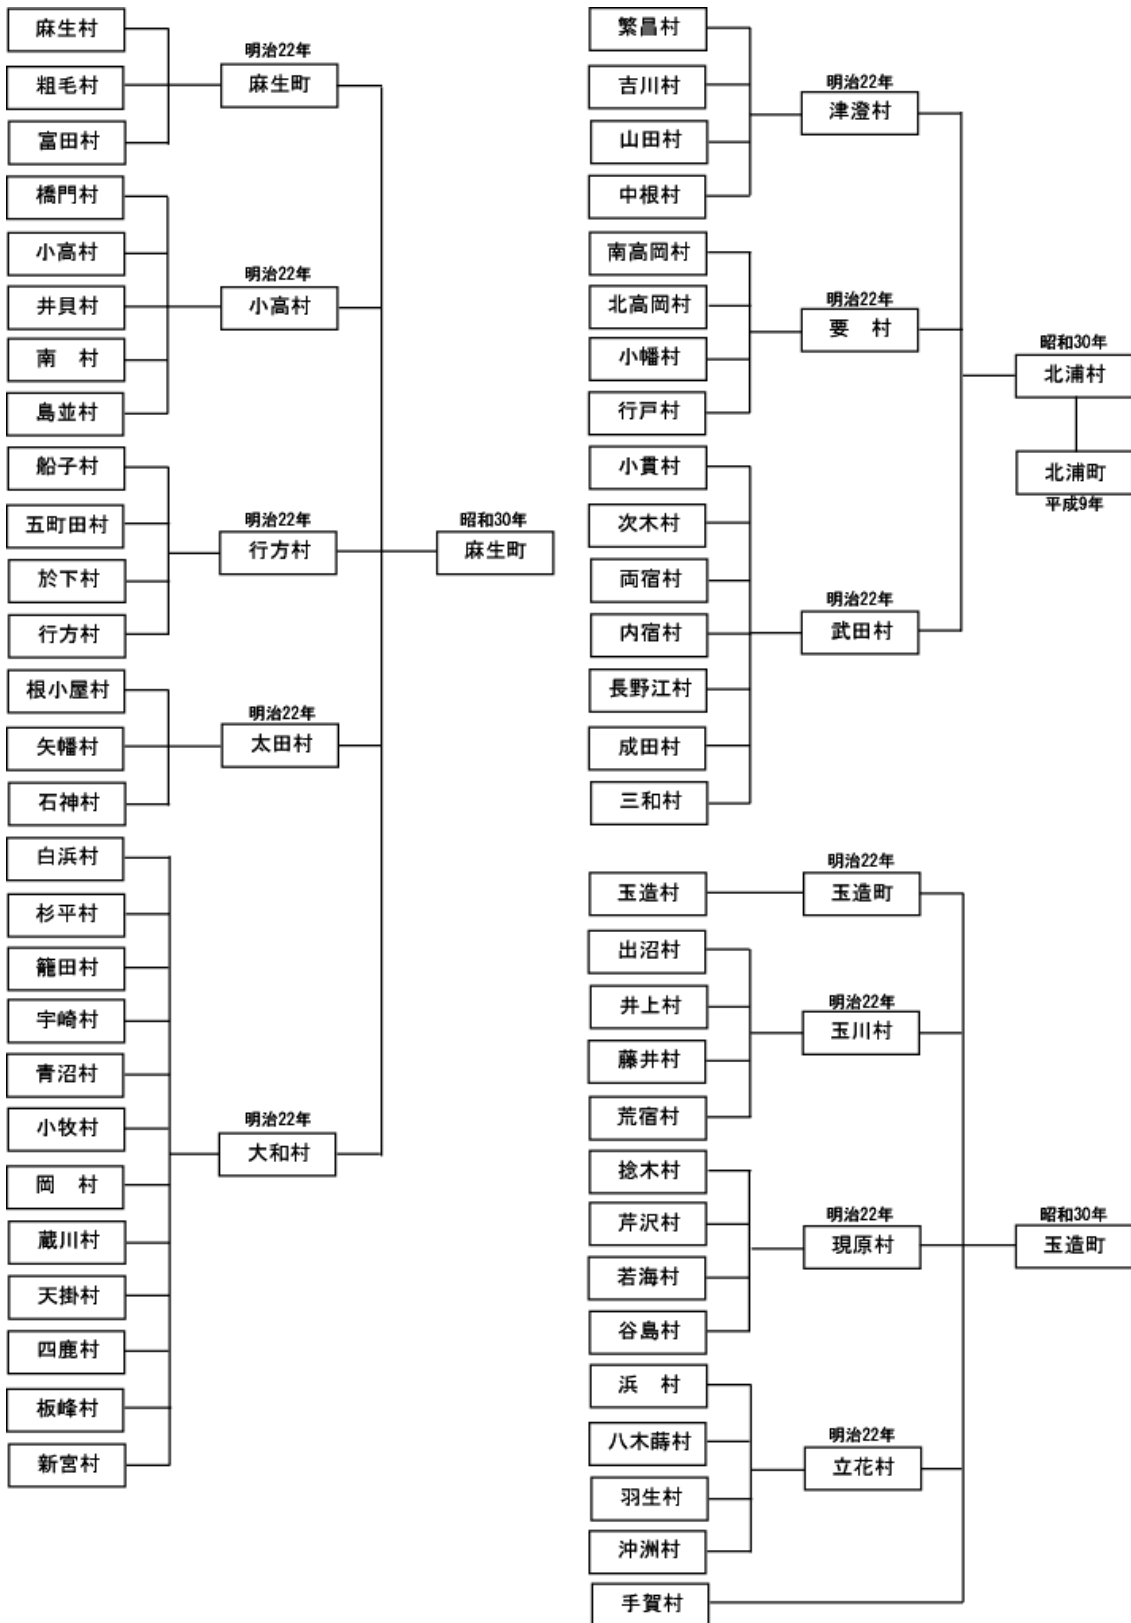 麻生村
粗毛村
富田村
明治22年
麻生町
橋門村
小高村
井貝村
南　村
島並村
明治22年
小高村
船子村
五町田村
於下村
行方村
明治22年
行方村
根小屋村
矢幡村
石神村
明治22年
太田村
白浜村
杉平村
籠田村
宇崎村
青沼村
小牧村
岡　村
蔵川村
天掛村
四鹿村
板峰村
新宮村
明治22年
大和村
昭和30年
麻生町
繁昌村
吉川村
山田村
中根村
明治22年
津澄村
南高岡村
北高岡村
小幡村
行戸村
明治22年
要　村
小貫村
次木村
両宿村
内宿村
長野江村
成田村
三和村
明治22年
武田村
昭和30年
北浦村
北浦町
平成9年
玉造村
明治22年
玉造町
出沼村
井上村
藤井村
荒宿村
明治22年
玉川村
捻木村
芹沢村
若海村
谷島村
明治22年
現原村
浜　村
八木蒔村
羽生村
沖洲村
明治22年
立花村
手賀村
昭和30年
玉造町